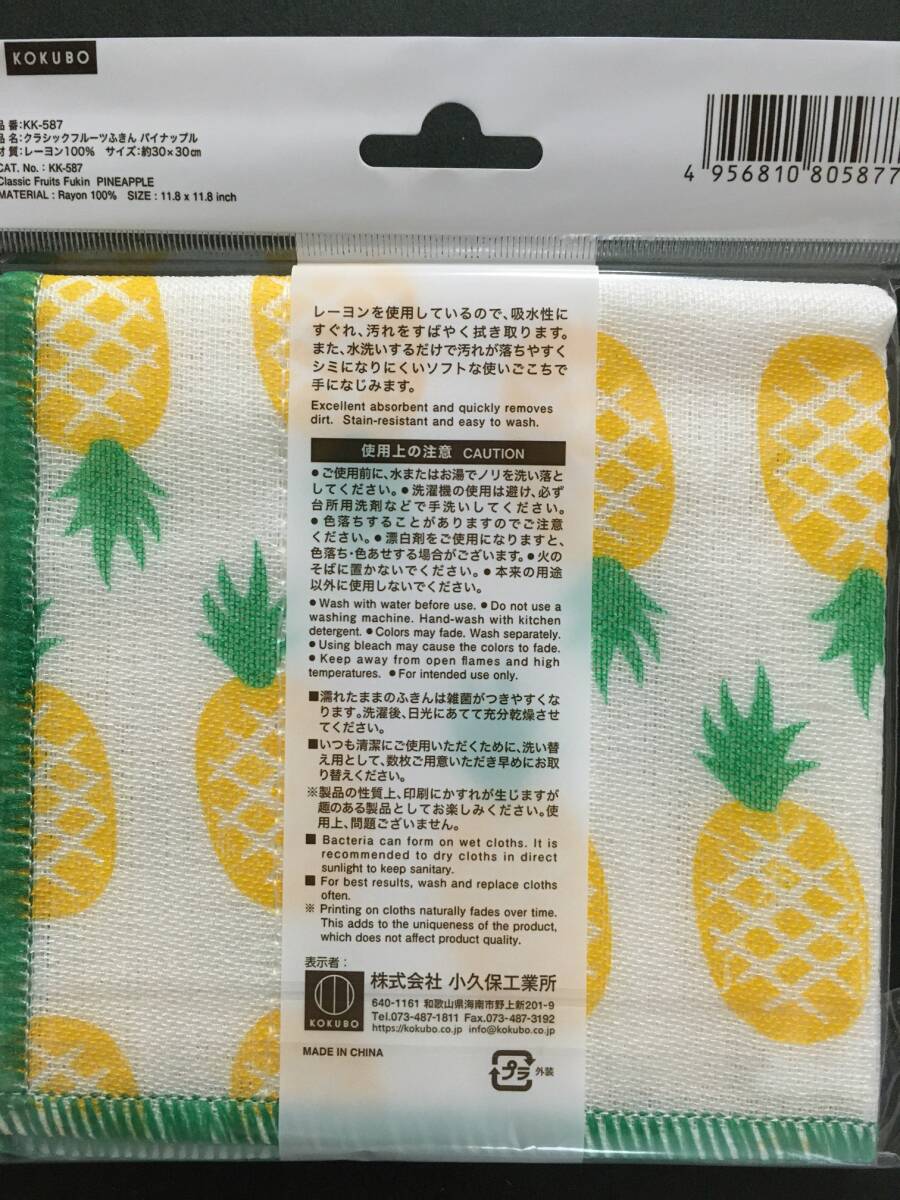 KOKUBO
品 番:KK-587
品 名:クラシックフルーツふきん パイナップル
材 質:レーヨン100% サイズ:約30×30㎝
CAT. No. : KK-587
Classic Fruits Fukin PINEAPPLE
MATERIAL : Rayon 100% SIZE : 11.8 x 11.8 inch
4 956810 805877
レーヨンを使用しているので、吸水性に
すぐれ、汚れをすばやく拭き取ります。
また、水洗いするだけで汚れが落ちやすく
シミになりにくいソフトな使いごこちで
手になじみます。
Excellent absorbent and quickly removes
dirt. Stain-resistant and easy to wash.
使用上の注意 CAUTION
●ご使用前に、水またはお湯でノリを洗い落と
してください。●洗濯機の使用は避け、必ず
台所用洗剤などで手洗いしてください。
●色落ちすることがありますのでご注意
ください。●漂白剤をご使用になりますと、
色落ち・色あせする場合がございます。●火の
そばに置かないでください。●本来の用途
以外に使用しないでください。
●Wash with water before use. ●Do not use a
washing machine. Hand-wash with kitchen
detergent. ●Colors may fade. Wash separately.
●Using bleach may cause the colors to fade.
●Keep away from open flames and high
temperatures. ●For intended use only.
■濡れたままのふきんは雑菌がつきやすくな
ります。洗濯後、日光にあてて充分乾燥させ
てください。
■いつも清潔にご使用いただくために、洗い替
え用として、数枚ご用意いただき早めにお取
り替えください。
※製品の性質上、印刷にかすれが生じますが
趣のある製品としてお楽しみください。使
用上、問題ございません。
■ Bacteria can form on wet cloths. It is
recommended to dry cloths in direct
sunlight to keep sanitary.
■ For best results, wash and replace cloths
often.
※ Printing on cloths naturally fades over time.
This adds to the uniqueness of the product,
which does not affect product quality.
表示者:
KOKUBO
株式会社 小久保工業所
640-1161 和歌山県海南市野上新201-9
Tel.073-487-1811 Fax.073-487-3192
https://kokubo.co.jp info@kokubo.co.jp
MADE IN CHINA
プラ 外装